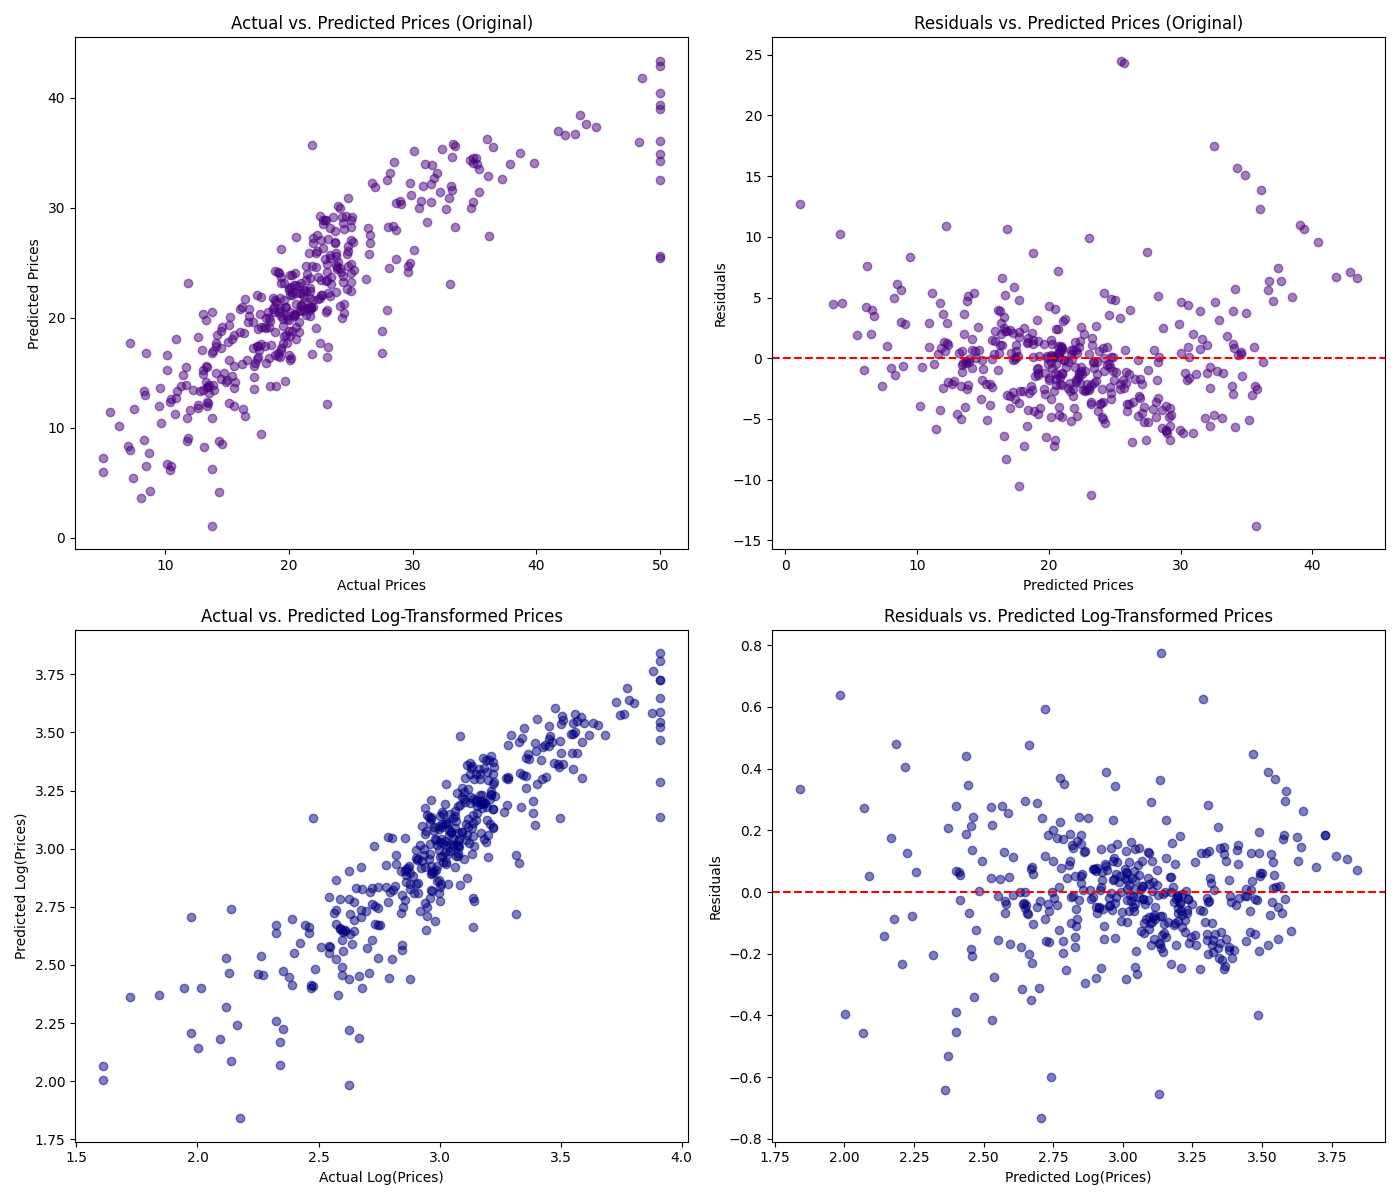 Actual vs. Predicted Prices (Original)
Predicted Prices
40
30
20
10
0
10 20 30 40 50
Actual Prices
Residuals vs. Predicted Prices (Original)
Residuals
25
20
15
10
5
0
−5
−10
−15
0 10 20 30 40
Predicted Prices
Actual vs. Predicted Log-Transformed Prices
Predicted Log(Prices)
3.75
3.50
3.25
3.00
2.75
2.50
2.25
2.00
1.75
1.5 2.0 2.5 3.0 3.5 4.0
Actual Log(Prices)
Residuals vs. Predicted Log-Transformed Prices
Residuals
0.8
0.6
0.4
0.2
0.0
−0.2
−0.4
−0.6
−0.8
1.75 2.00 2.25 2.50 2.75 3.00 3.25 3.50 3.75
Predicted Log(Prices)